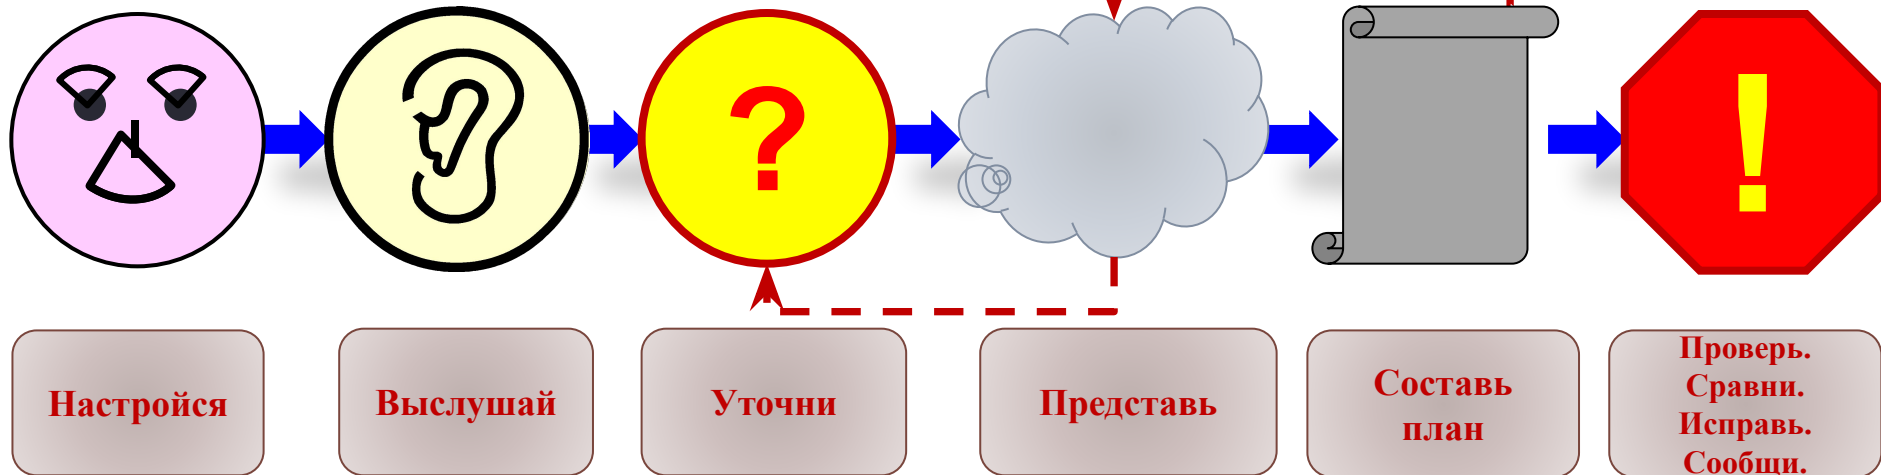 ?
!
Настройся
Выслушай
Уточни
Представь
Составь
план
Проверь.
Сравни.
Исправь.
Сообщи.